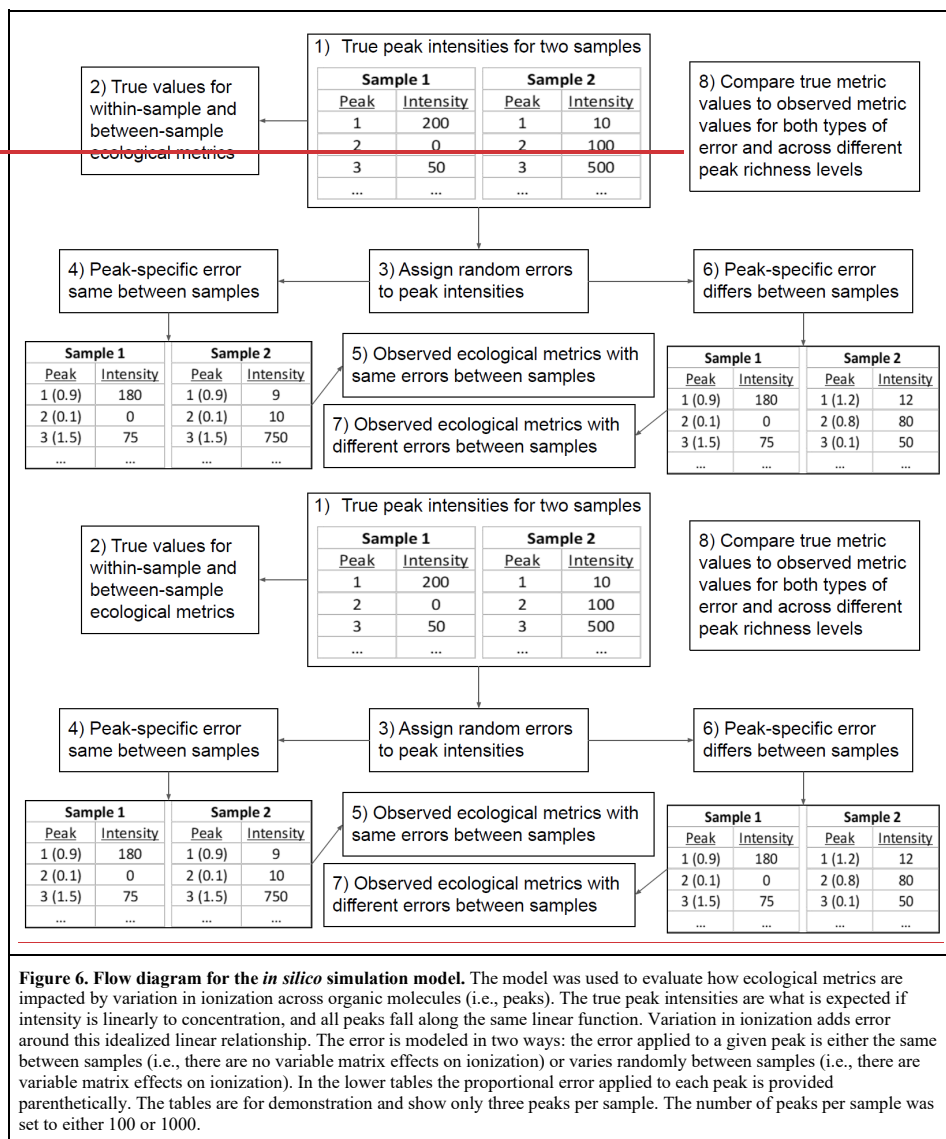 1) True peak intensities for two samples
Sample 1 Sample 2
Peak Intensity Peak Intensity
1 200 1 10
2 0 2 100
3 50 3 500
... ... ... ...
2) True values for
within-sample and
between-sample
ecological metrics
8) Compare true metric
values to observed metric
values for both types of
error and across different
peak richness levels
4) Peak-specific error
same between samples
3) Assign random errors
to peak intensities
6) Peak-specific error
differs between samples
Sample 1 Sample 2
Peak Intensity Peak Intensity
1 (0.9) 180 1 (0.9) 9
2 (0.1) 0 2 (0.1) 10
3 (1.5) 75 3 (1.5) 750
... ... ... ...
5) Observed ecological metrics with
same errors between samples
7) Observed ecological metrics with
different errors between samples
Sample 1 Sample 2
Peak Intensity Peak Intensity
1 (0.9) 180 1 (1.2) 12
2 (0.1) 0 2 (0.8) 80
3 (1.5) 75 3 (0.1) 50
... ... ... ...
1) True peak intensities for two samples
Sample 1 Sample 2
Peak Intensity Peak Intensity
1 200 1 10
2 0 2 100
3 50 3 500
... ... ... ...
2) True values for
within-sample and
between-sample
ecological metrics
8) Compare true metric
values to observed metric
values for both types of
error and across different
peak richness levels
4) Peak-specific error
same between samples
3) Assign random errors
to peak intensities
6) Peak-specific error
differs between samples
Sample 1 Sample 2
Peak Intensity Peak Intensity
1 (0.9) 180 1 (0.9) 9
2 (0.1) 0 2 (0.1) 10
3 (1.5) 75 3 (1.5) 750
... ... ... ...
5) Observed ecological metrics with
same errors between samples
7) Observed ecological metrics with
different errors between samples
Sample 1 Sample 2
Peak Intensity Peak Intensity
1 (0.9) 180 1 (1.2) 12
2 (0.1) 0 2 (0.8) 80
3 (1.5) 75 3 (0.1) 50
... ... ... ...
Figure 6. Flow diagram for the in silico simulation model. The model was used to evaluate how ecological metrics are
impacted by variation in ionization across organic molecules (i.e., peaks). The true peak intensities are what is expected if
intensity is linearly to concentration, and all peaks fall along the same linear function. Variation in ionization adds error
around this idealized linear relationship. The error is modeled in two ways: the error applied to a given peak is either the same
between samples (i.e., there are no variable matrix effects on ionization) or varies randomly between samples (i.e., there are
variable matrix effects on ionization). In the lower tables the proportional error applied to each peak is provided
parenthetically. The tables are for demonstration and show only three peaks per sample. The number of peaks per sample was
set to either 100 or 1000.